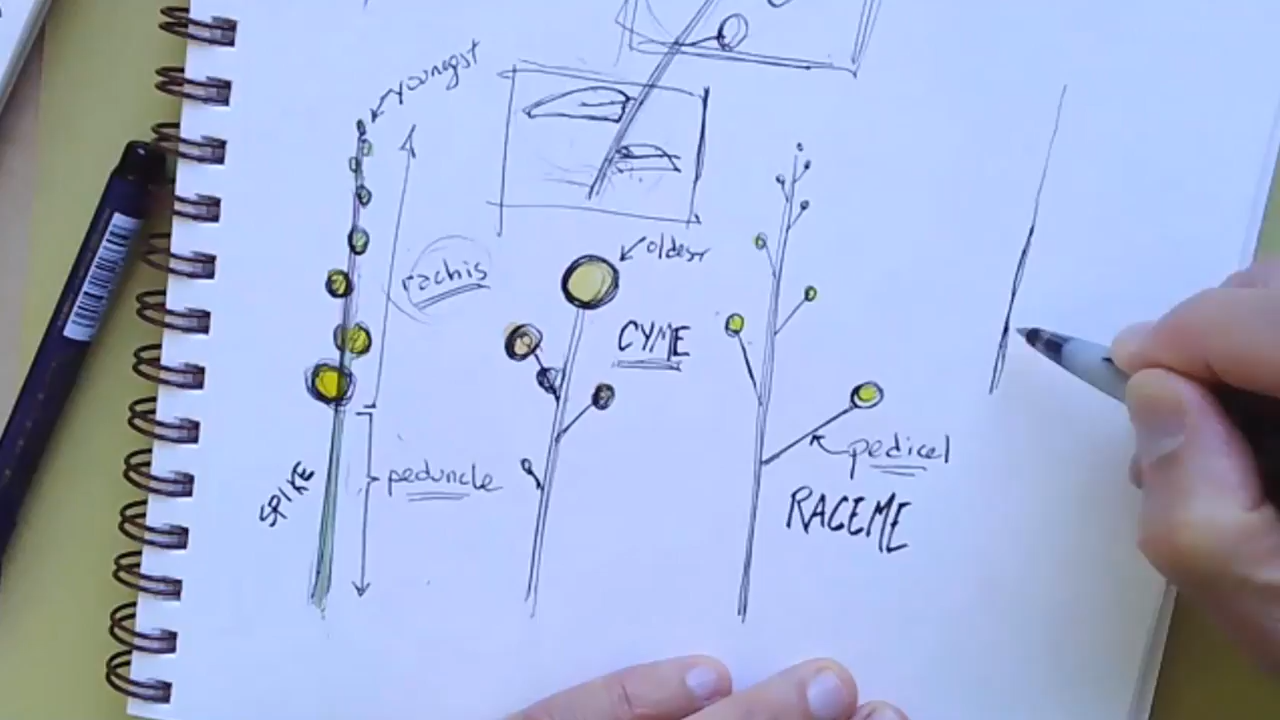 youngest
rachis
oldest
CYME
SPIKE
peduncle
pedicel
RACEME